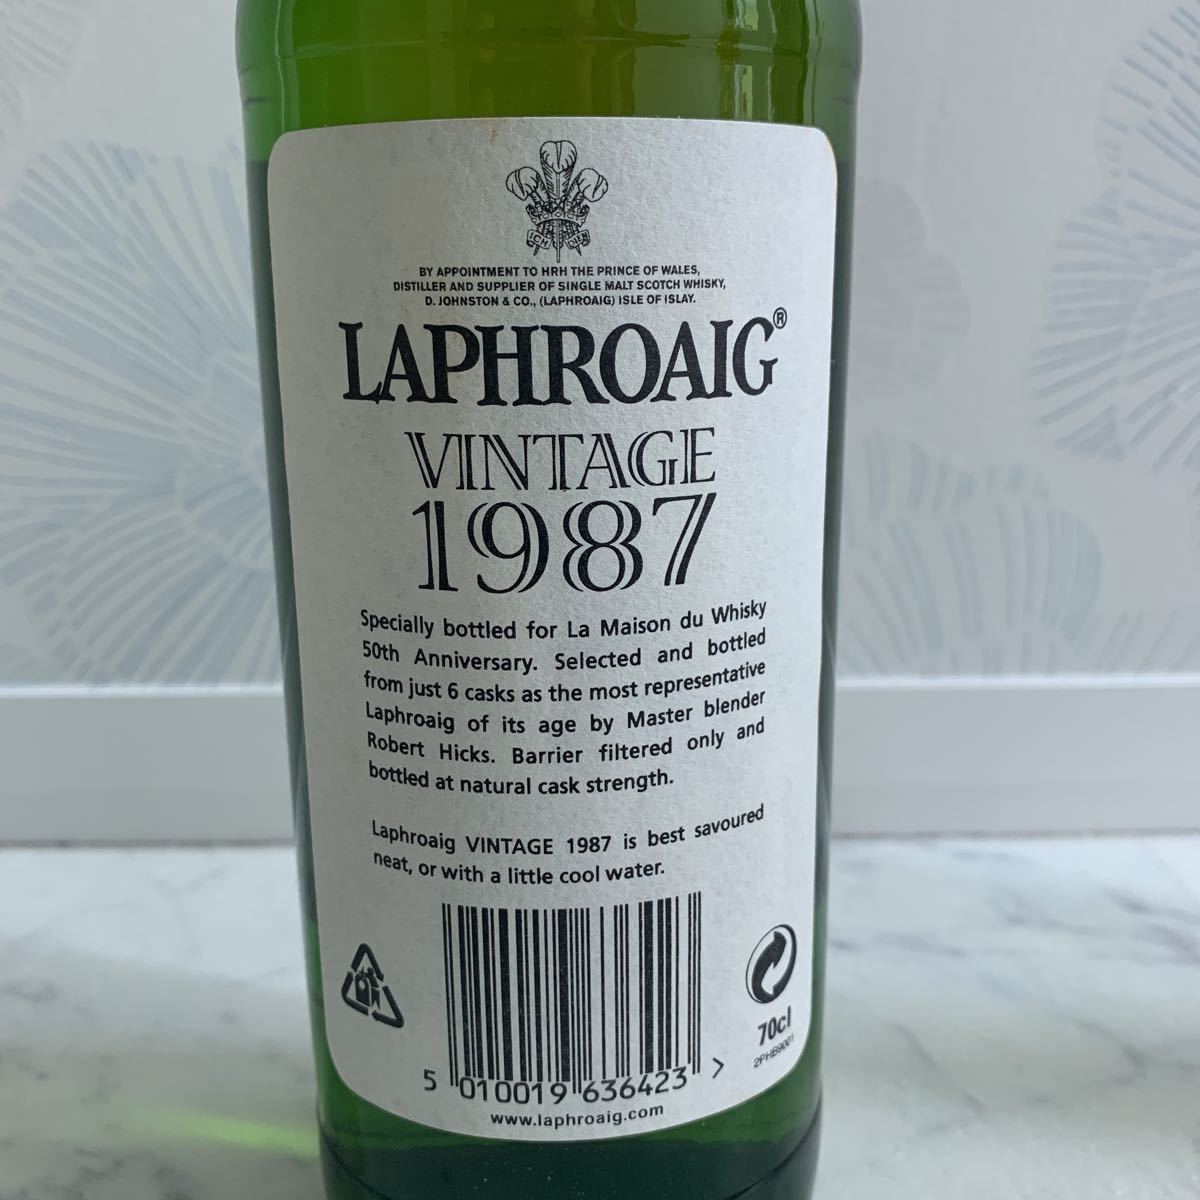 ICH DIEN
BY APPOINTMENT TO HRH THE PRINCE OF WALES,
DISTILLER AND SUPPLIER OF SINGLE MALT SCOTCH WHISKY,
D. JOHNSTON & CO., (LAPHROAIG) ISLE OF ISLAY.
LAPHROAIG®
VINTAGE
1987
Specially bottled for La Maison du Whisky
50th Anniversary. Selected and bottled
from just 6 casks as the most representative
Laphroaig of its age by Master blender
Robert Hicks. Barrier filtered only and
bottled at natural cask strength.
Laphroaig VINTAGE 1987 is best savoured
neat, or with a little cool water.
70cl
2PHB9001
5 010019 636423 >
www.laphroaig.com